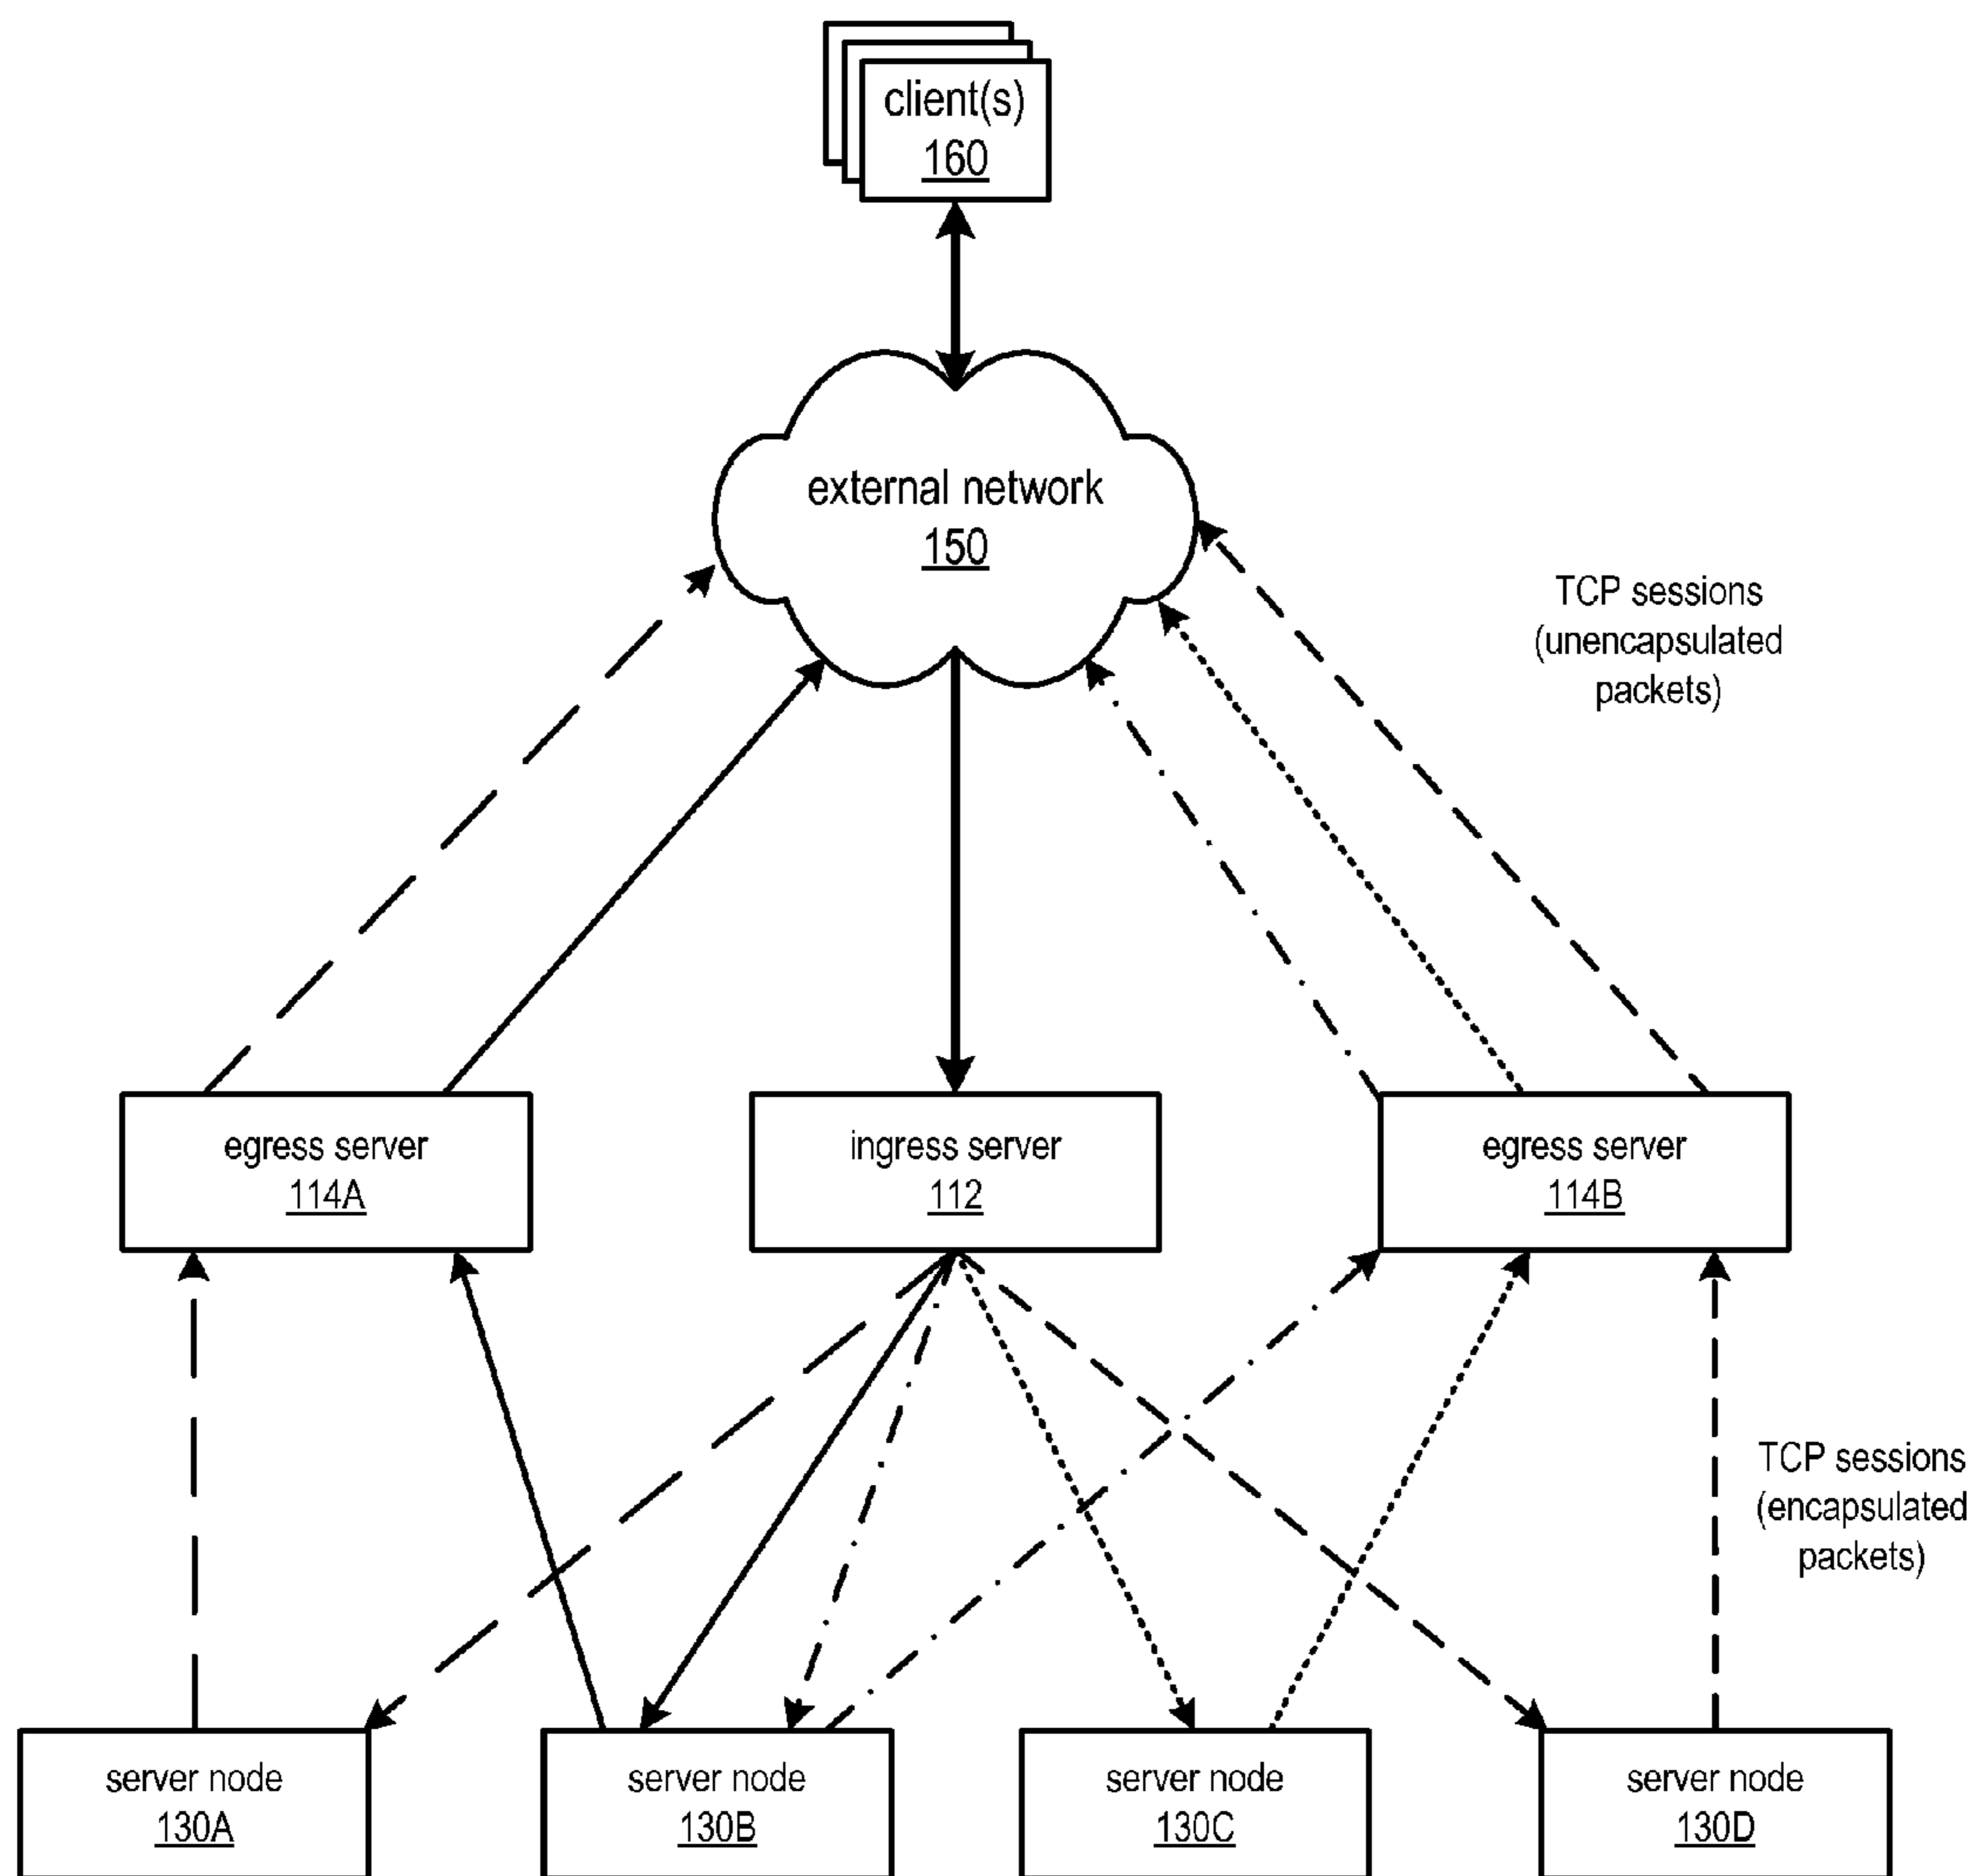 client(s)
160
external network
150
TCP sessions
(unencapsulated
packets)
egress server
114A
ingress server
112
egress server
114B
TCP sessions
(encapsulated
packets)
server node
130A
server node
130B
server node
130C
server node
130D